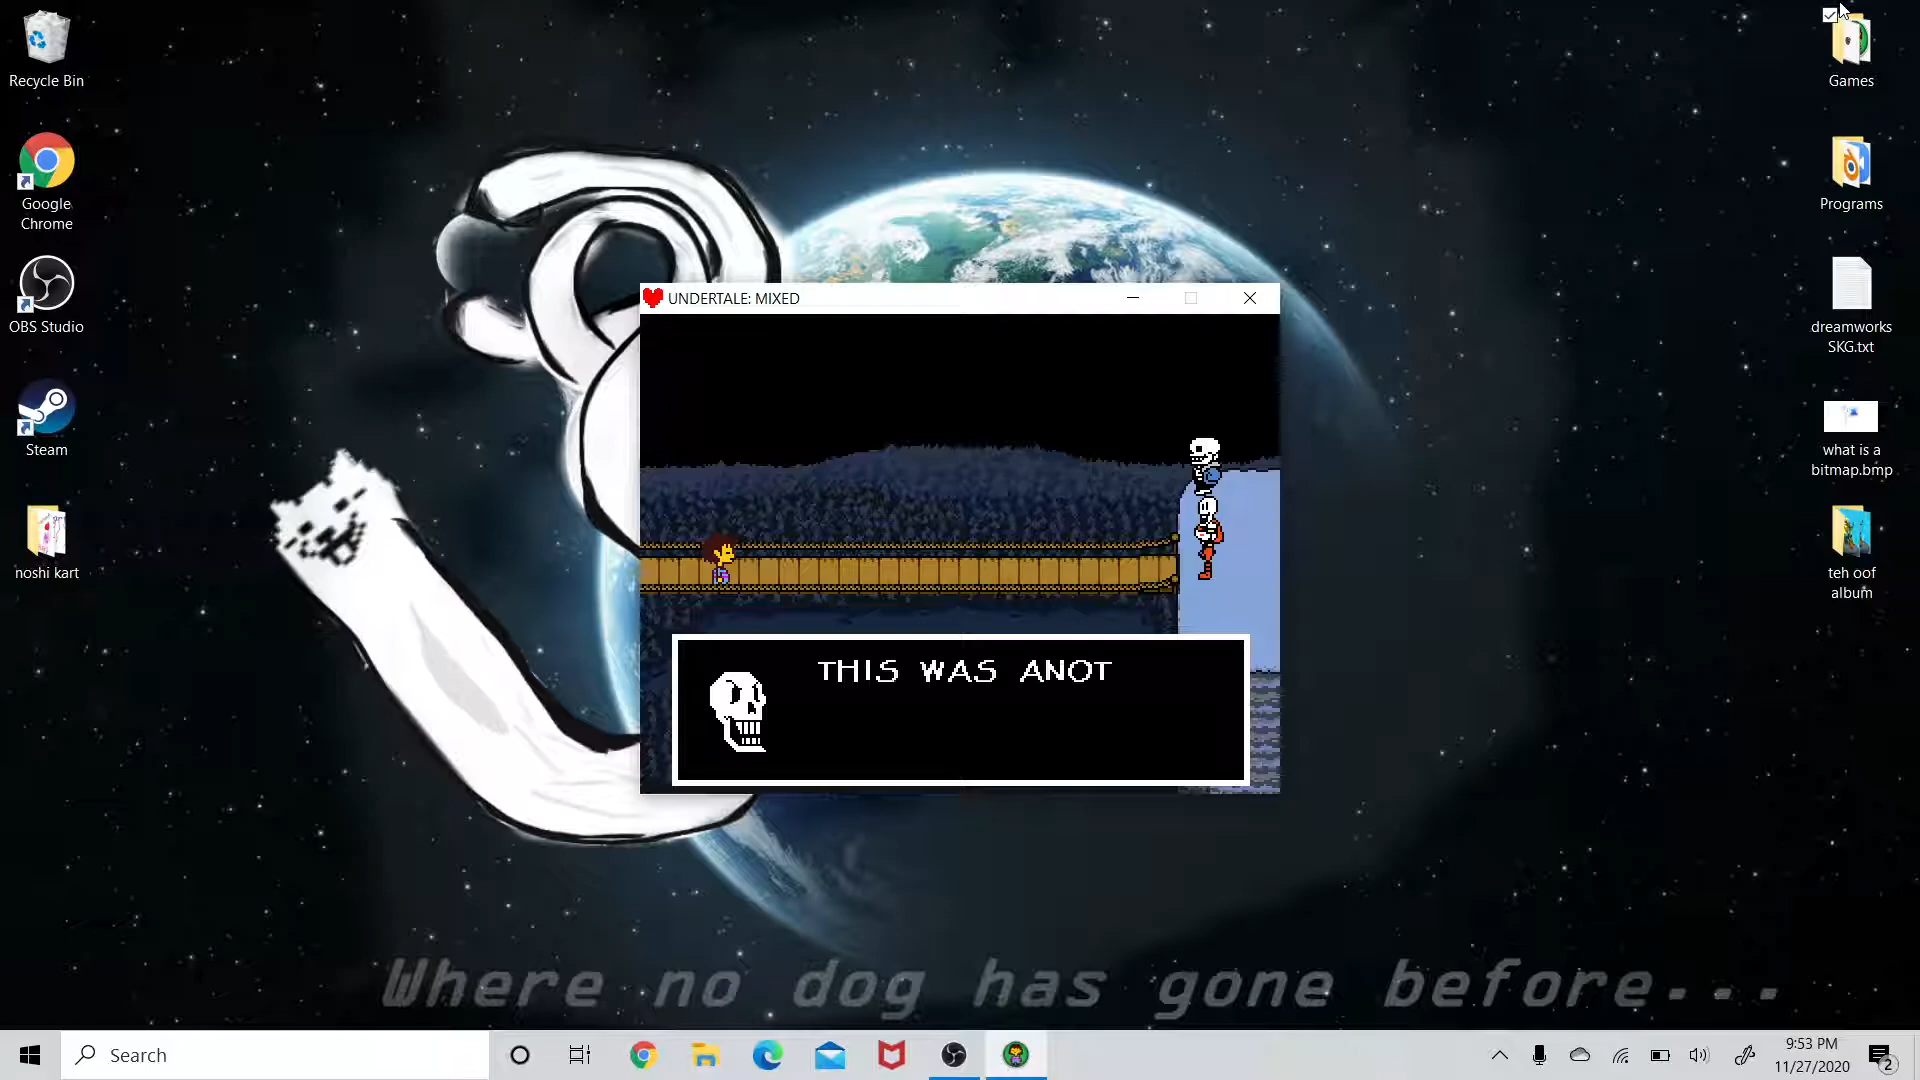 Recycle Bin
Google
Chrome
OBS Studio
Steam
noshi kart
Games
Programs
dreamworks
SKG.txt
what is a
bitmap.bmp
teh oof
album
UNDERTALE: MIXED
THIS WAS ANOT
Where no dog has gone before...
Search
9:53 PM
11/27/2020
2